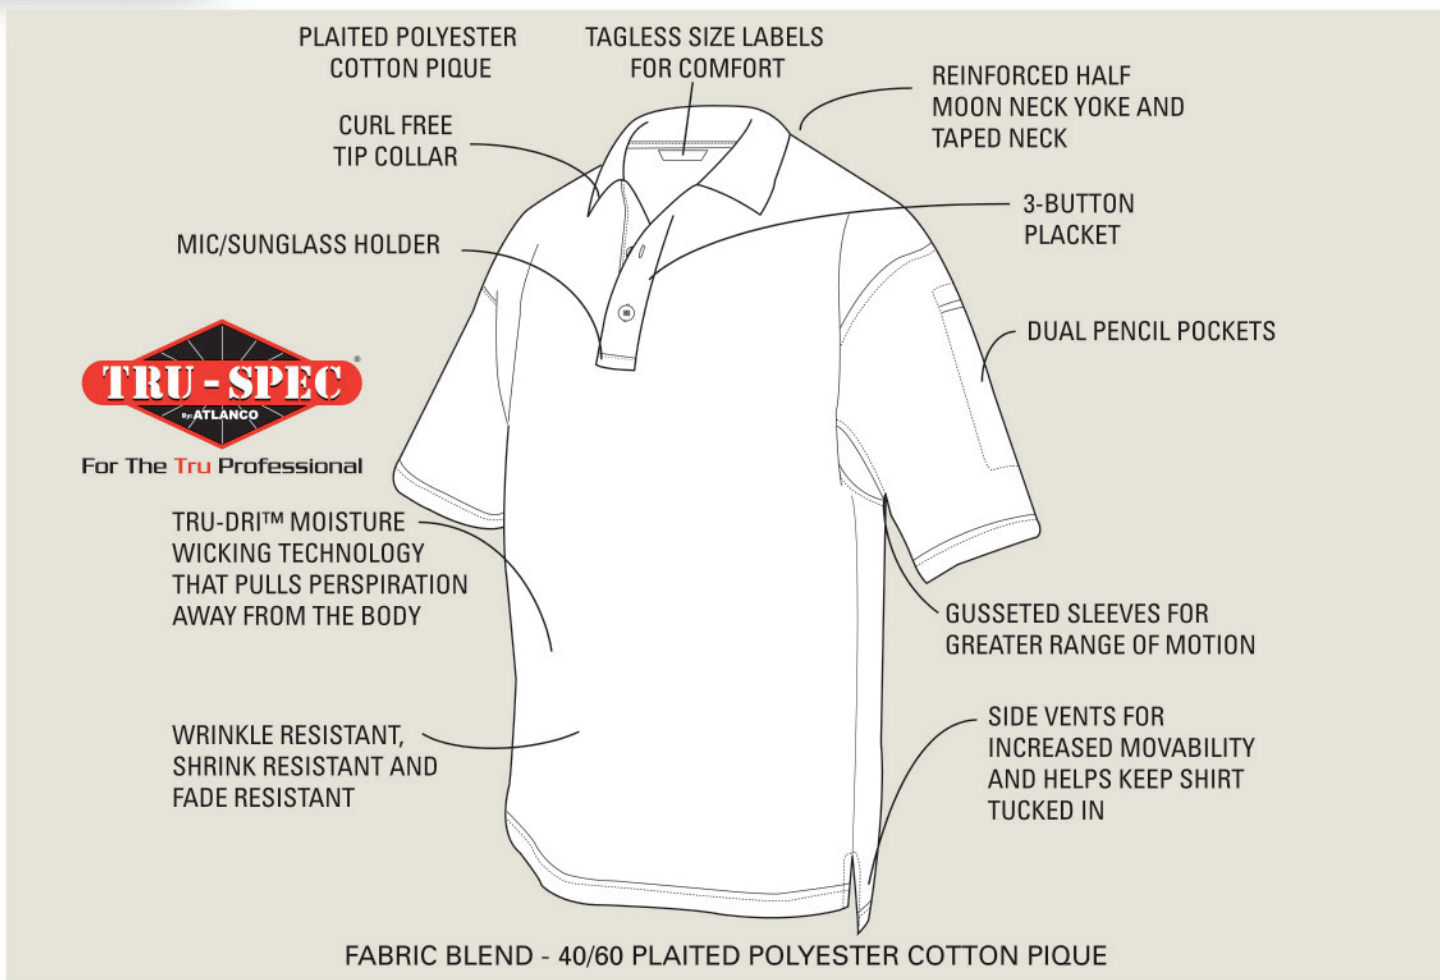 PLAITED POLYESTER
COTTON PIQUE
TAGLESS SIZE LABELS
FOR COMFORT
REINFORCED HALF
MOON NECK YOKE AND
TAPED NECK
CURL FREE
TIP COLLAR
3-BUTTON
PLACKET
MIC/SUNGLASS HOLDER
DUAL PENCIL POCKETS
TRU-SPEC®
By: ATLANCO
For The Tru Professional
TRU-DRI™ MOISTURE
WICKING TECHNOLOGY
THAT PULLS PERSPIRATION
AWAY FROM THE BODY
GUSSETED SLEEVES FOR
GREATER RANGE OF MOTION
WRINKLE RESISTANT,
SHRINK RESISTANT AND
FADE RESISTANT
SIDE VENTS FOR
INCREASED MOVABILITY
AND HELPS KEEP SHIRT
TUCKED IN
FABRIC BLEND - 40/60 PLAITED POLYESTER COTTON PIQUE